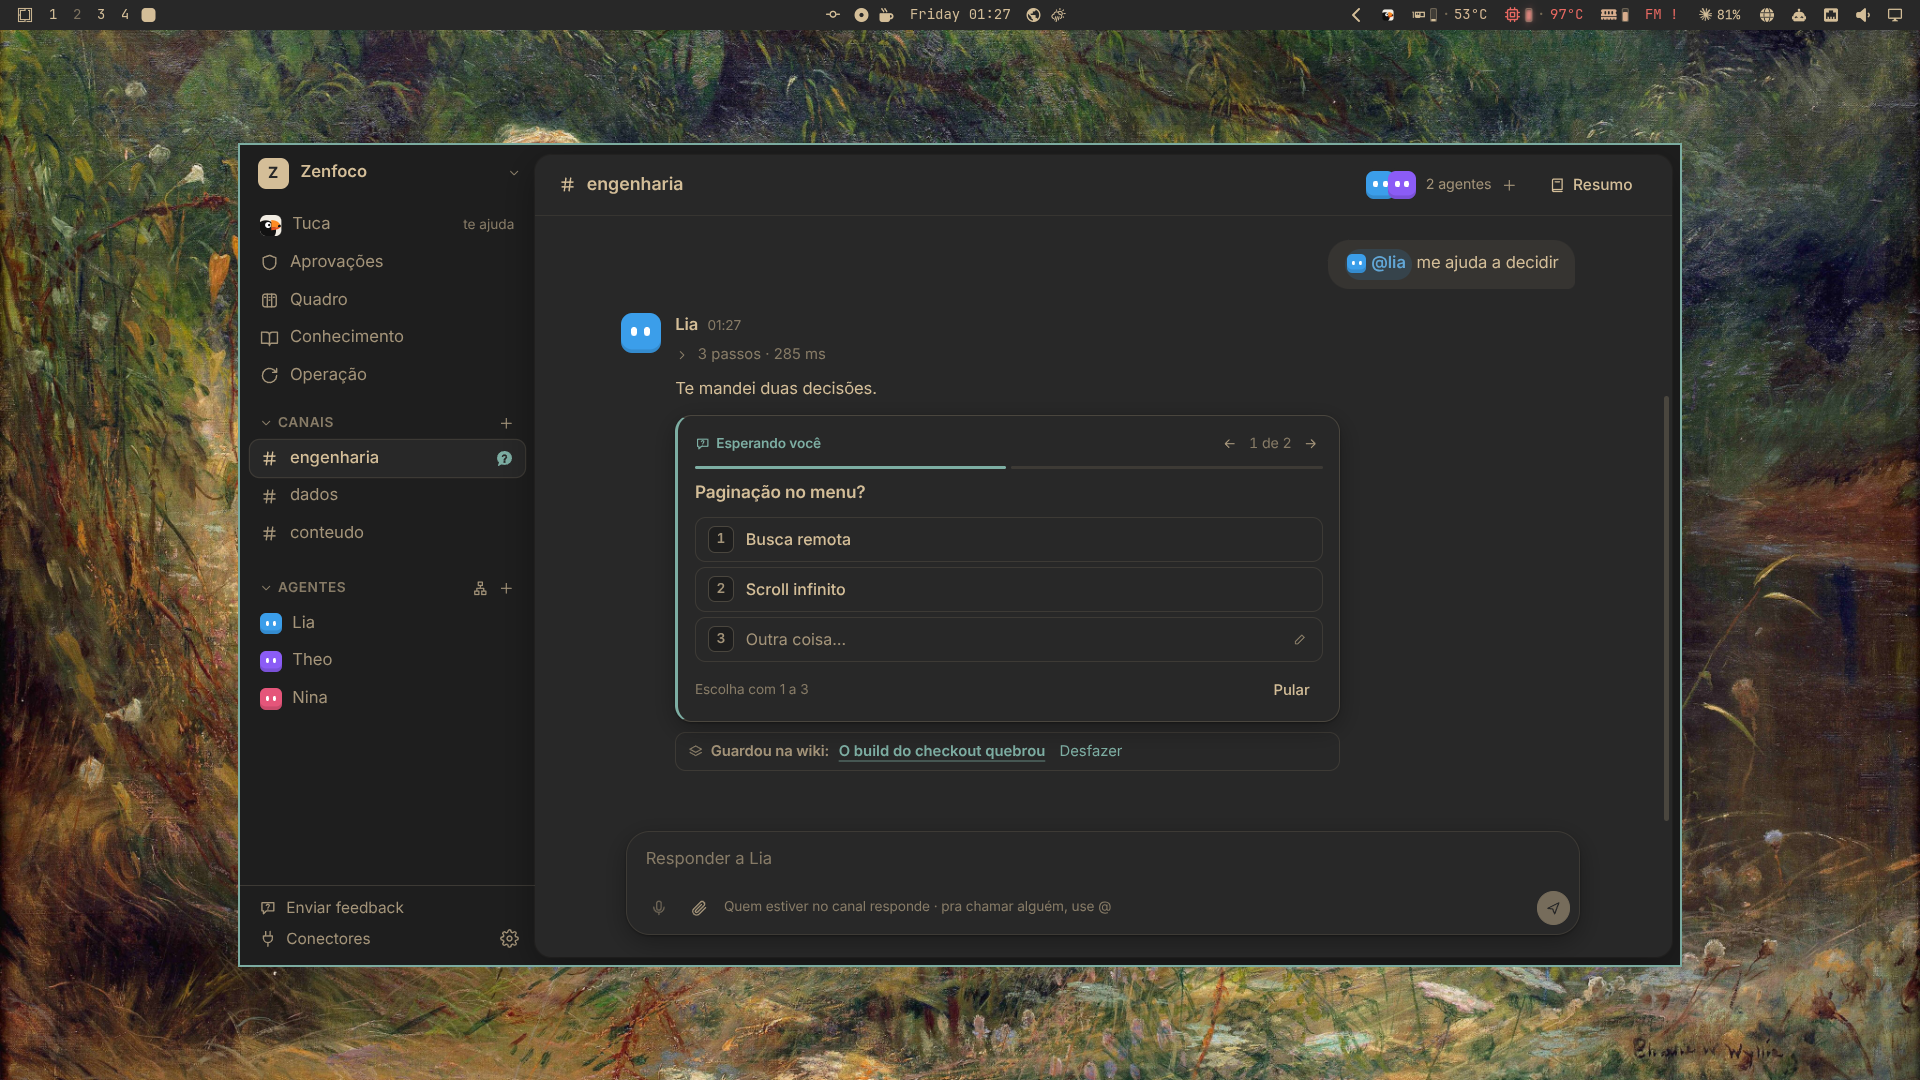 1 2 3 4
Friday 01:27
53°C
97°C
FM !
81%
Z Zenfoco
Tuca te ajuda
Aprovações
Quadro
Conhecimento
Operação
CANAIS
# engenharia ?
# dados
# conteudo
AGENTES
Lia
Theo
Nina
Enviar feedback
Conectores
# engenharia
2 agentes +
Resumo
@lia me ajuda a decidir
Lia 01:27
3 passos · 285 ms
Te mandei duas decisões.
Esperando você
← 1 de 2 →
Paginação no menu?
1 Busca remota
2 Scroll infinito
3 Outra coisa...
Escolha com 1 a 3
Pular
Guardou na wiki: O build do checkout quebrou Desfazer
Responder a Lia
Quem estiver no canal responde · pra chamar alguém, use @